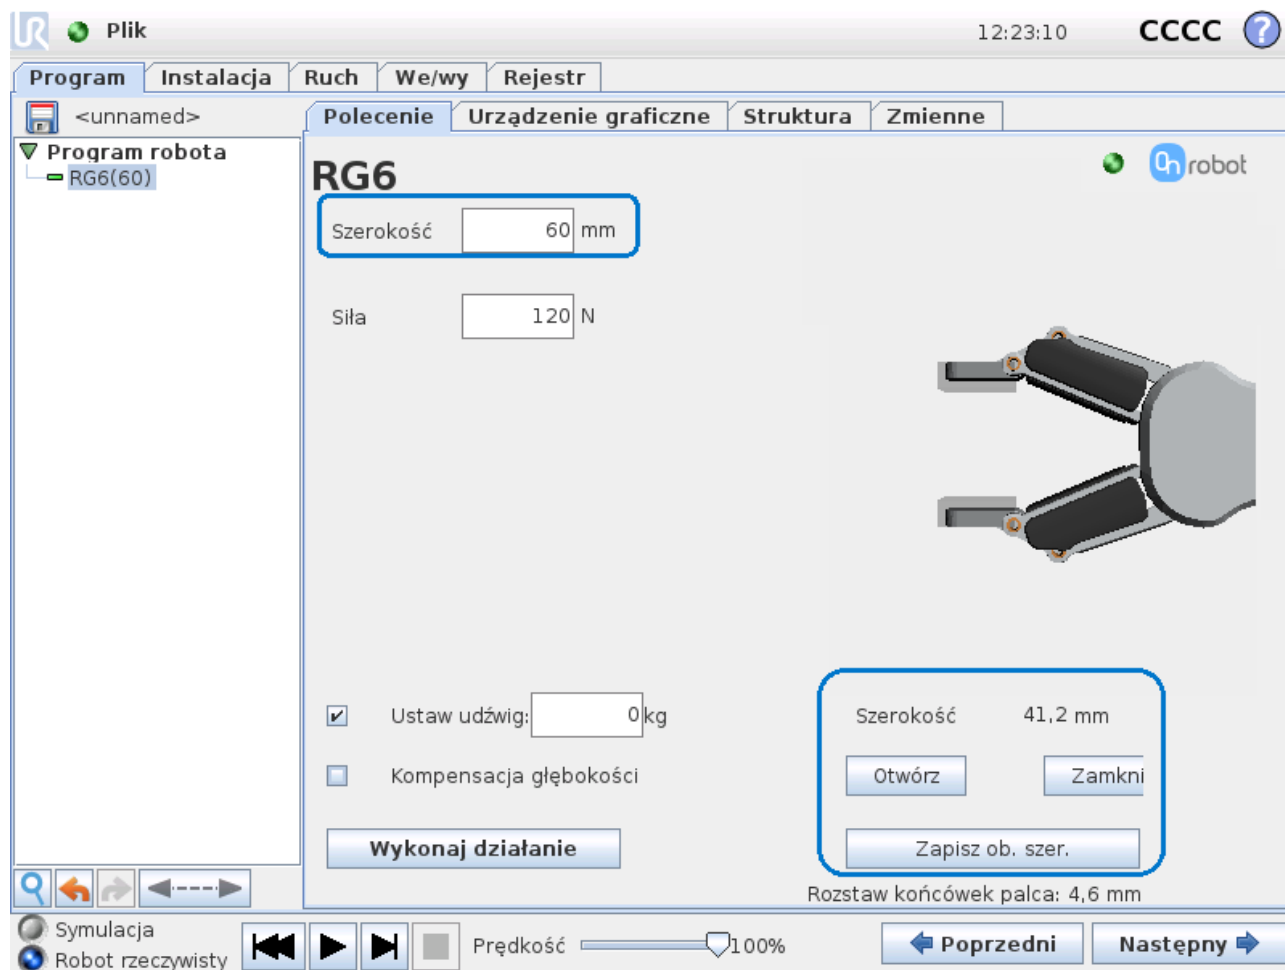 UR Plik 12:23:10 CCCC ?
Program Instalacja Ruch We/wy Rejestr
<unnamed> Polecenie Urządzenie graficzne Struktura Zmienne
Program robota
RG6(60)
RG6
On robot
Szerokość 60 mm
Siła 120 N
Ustaw udźwig: 0 kg
Szerokość 41,2 mm
Kompensacja głębokości
Otwórz Zamkni
Wykonaj działanie
Zapisz ob. szer.
Rozstaw końcówek palca: 4,6 mm
Symulacja
Robot rzeczywisty
Prędkość 100%
Poprzedni Następny